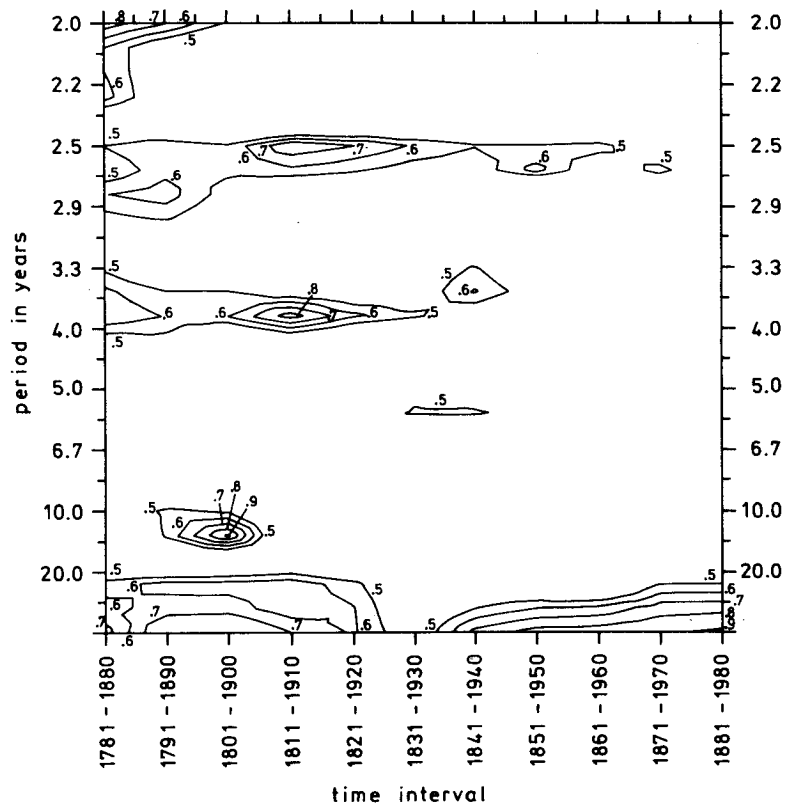 .8 .7 .6 .5
2.0 2.0
.6
2.2 2.2
.5 .5
2.5 .6 .7 .7 .6 .6 2.5
.5 .6 .5
2.9 2.9
3.3 .5 .5 3.3
.6 .8
.6 .6 .7 .6 .5
4.0 4.0
.5
period in years
5.0 .5 5.0
6.7 6.7
.7 .8 .9
10.0 .5 10.0
.6 .5
20.0 .5 20.0
.6 .5 .5
.6 .6
.6 .7 .7
.7 .6 .7 .6 .5 .8
.9
1781 - 1880
1791 - 1890
1801 - 1900
1811 - 1910
1821 - 1920
1831 - 1930
1841 - 1940
1851 - 1950
1861 - 1960
1871 - 1970
1881 - 1980
time interval